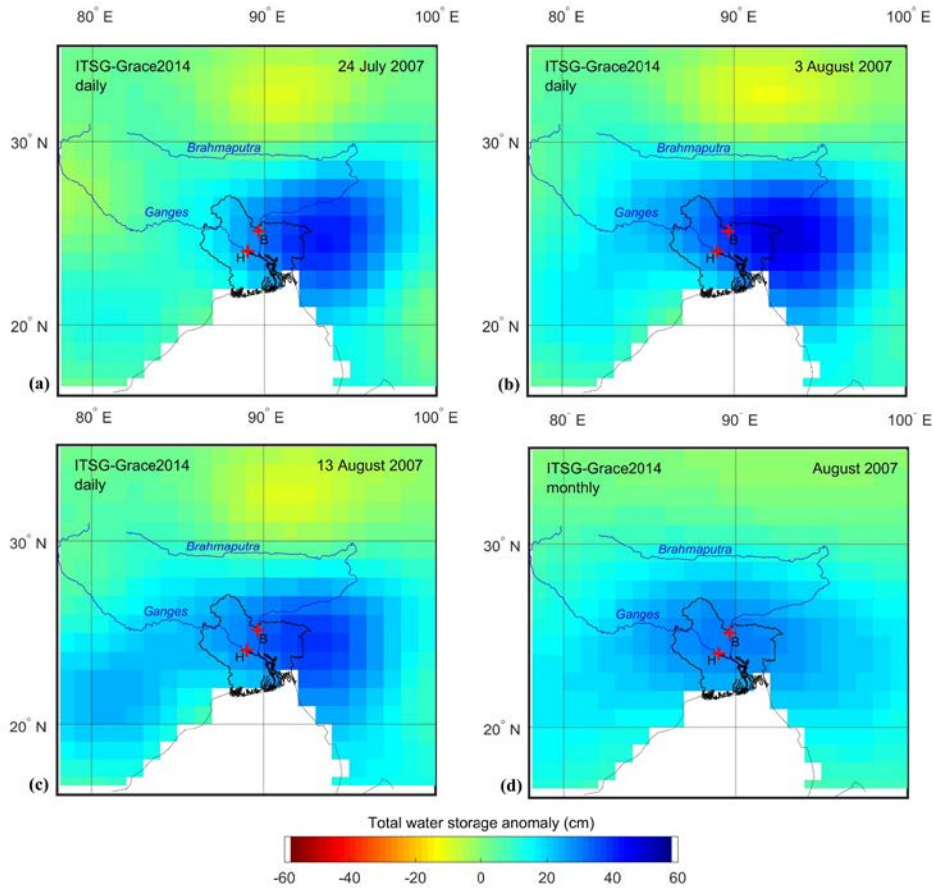 80° E 90° E 100° E 80° E 90° E 100° E
ITSG-Grace2014 24 July 2007
daily
30° N
Brahmaputra
Ganges
B
H
20° N
(a)
ITSG-Grace2014 3 August 2007
daily
30° N
Brahmaputra
Ganges
B
H
20° N
(b)
80° E 90° E 100° E 80° E 90° E 100° E
ITSG-Grace2014 13 August 2007
daily
30° N
Brahmaputra
Ganges
B
H
20° N
(c)
ITSG-Grace2014 August 2007
monthly
30° N
Brahmaputra
Ganges
B
H
20° N
(d)
Total water storage anomaly (cm)
-60 -40 -20 0 20 40 60